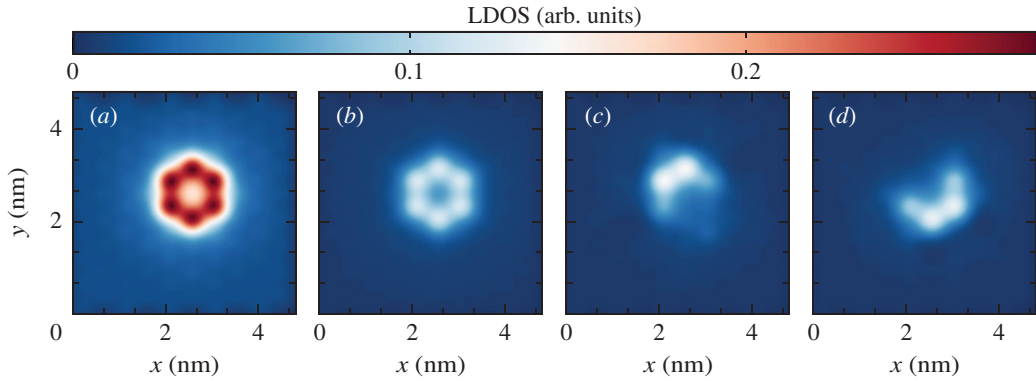 LDOS (arb. units)
0 0.1 0.2
(a) (b) (c) (d)
4
2
y (nm)
0 2 4 0 2 4 0 2 4 0 2 4
x (nm) x (nm) x (nm) x (nm)